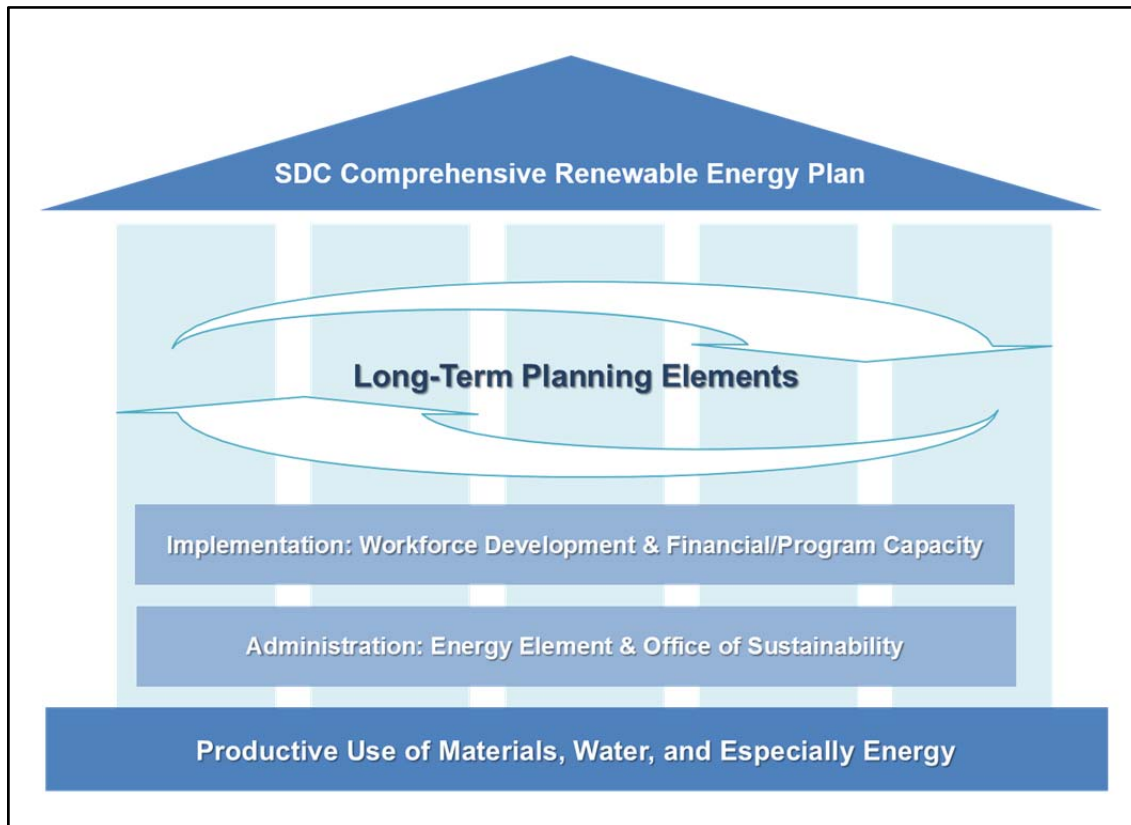 SDC Comprehensive Renewable Energy Plan
Long-Term Planning Elements
Implementation: Workforce Development & Financial/Program Capacity
Administration: Energy Element & Office of Sustainability
Productive Use of Materials, Water, and Especially Energy